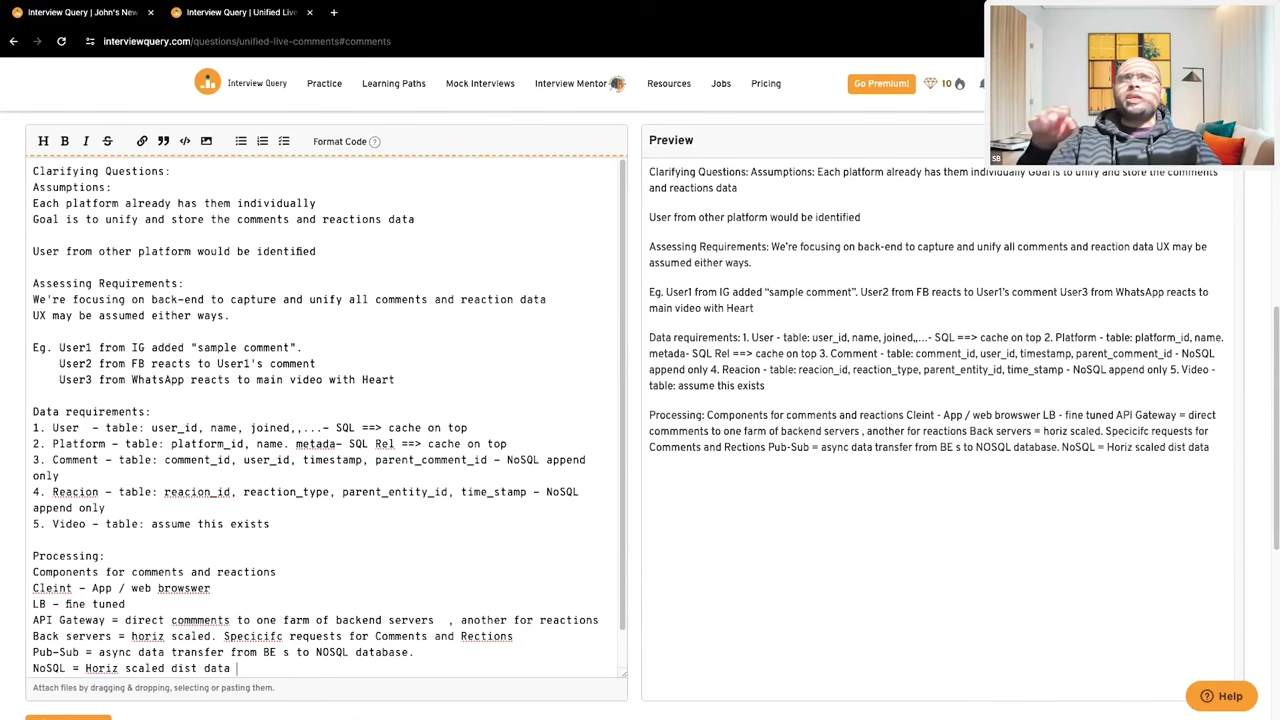 Interview Query | John's New
Interview Query | Unified Live
interviewquery.com/questions/unified-live-comments#comments
Interview Query
Practice
Learning Paths
Mock Interviews
Interview Mentor
Resources
Jobs
Pricing
Go Premium!
10
SB
H B I S
Format Code
Preview
Clarifying Questions:
Assumptions:
Each platform already has them individually
Goal is to unify and store the comments and reactions data
User from other platform would be identified
Assessing Requirements:
We're focusing on back-end to capture and unify all comments and reaction data
UX may be assumed either ways.
Eg. User1 from IG added "sample comment".
User2 from FB reacts to User1's comment
User3 from WhatsApp reacts to main video with Heart
Data requirements:
1. User - table: user_id, name, joined,,...- SQL ==> cache on top
2. Platform - table: platform_id, name. metada- SQL Rel ==> cache on top
3. Comment - table: comment_id, user_id, timestamp, parent_comment_id - NoSQL append
only
4. Reacion - table: reacion_id, reaction_type, parent_entity_id, time_stamp - NoSQL
append only
5. Video - table: assume this exists
Processing:
Components for comments and reactions
Cleint - App / web browswer
LB - fine tuned
API Gateway = direct commments to one farm of backend servers , another for reactions
Back servers = horiz scaled. Specicifc requests for Comments and Rections
Pub-Sub = async data transfer from BE s to NOSQL database.
NoSQL = Horiz scaled dist data
Attach files by dragging & dropping, selecting or pasting them.
Clarifying Questions: Assumptions: Each platform already has them individually Goal is to unify and store the comments
and reactions data
User from other platform would be identified
Assessing Requirements: We're focusing on back-end to capture and unify all comments and reaction data UX may be
assumed either ways.
Eg. User1 from IG added “sample comment”. User2 from FB reacts to User1’s comment User3 from WhatsApp reacts to
main video with Heart
Data requirements: 1. User - table: user_id, name, joined,,…- SQL ==> cache on top 2. Platform - table: platform_id, name.
metada- SQL Rel ==> cache on top 3. Comment - table: comment_id, user_id, timestamp, parent_comment_id - NoSQL
append only 4. Reacion - table: reacion_id, reaction_type, parent_entity_id, time_stamp - NoSQL append only 5. Video -
table: assume this exists
Processing: Components for comments and reactions Cleint - App / web browswer LB - fine tuned API Gateway = direct
commments to one farm of backend servers , another for reactions Back servers = horiz scaled. Specicifc requests for
Comments and Rections Pub-Sub = async data transfer from BE s to NOSQL database. NoSQL = Horiz scaled dist data
Help